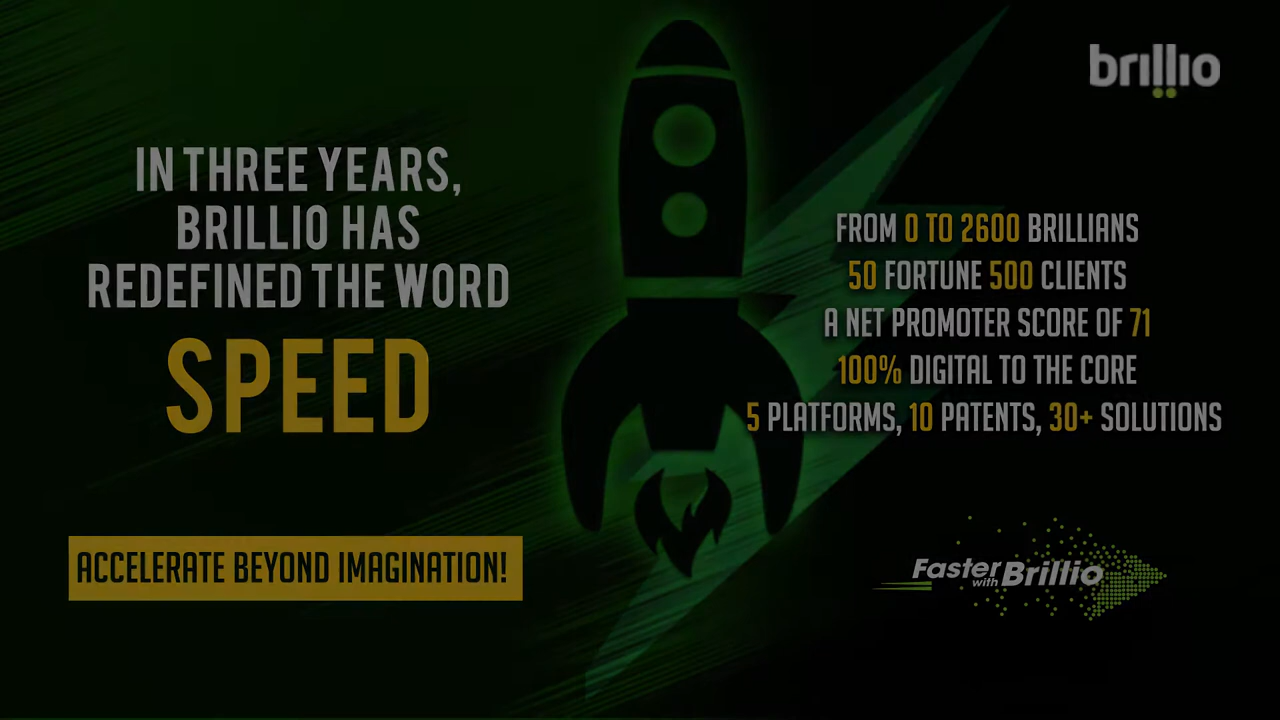 brillio
IN THREE YEARS,
BRILLIO HAS
REDEFINED THE WORD
SPEED
ACCELERATE BEYOND IMAGINATION!
FROM 0 TO 2600 BRILLIANS
50 FORTUNE 500 CLIENTS
A NET PROMOTER SCORE OF 71
100% DIGITAL TO THE CORE
5 PLATFORMS, 10 PATENTS, 30+ SOLUTIONS
Faster with Brillio